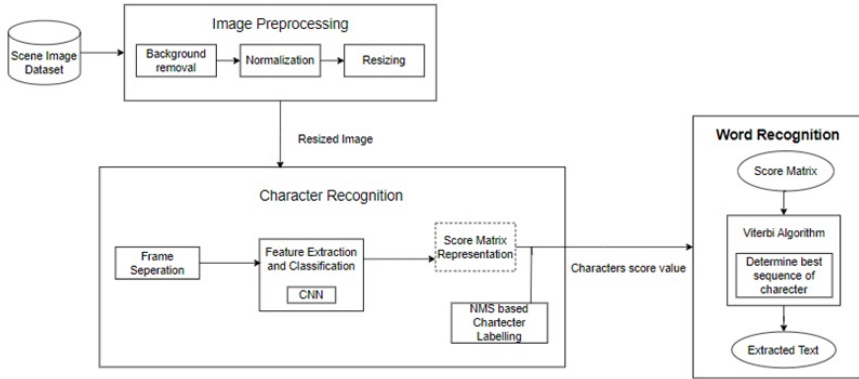 Image Preprocessing
Scene Image
Dataset
Background
removal
Normalization
Resizing
Resized Image
Character Recognition
Frame
Seperation
Feature Extraction
and Classification
CNN
Score Matrix
Representation
NMS based
Chartecter
Labelling
Characters score value
Word Recognition
Score Matrix
Viterbi Algorithm
Determine best
sequence of
charecter
Extracted Text